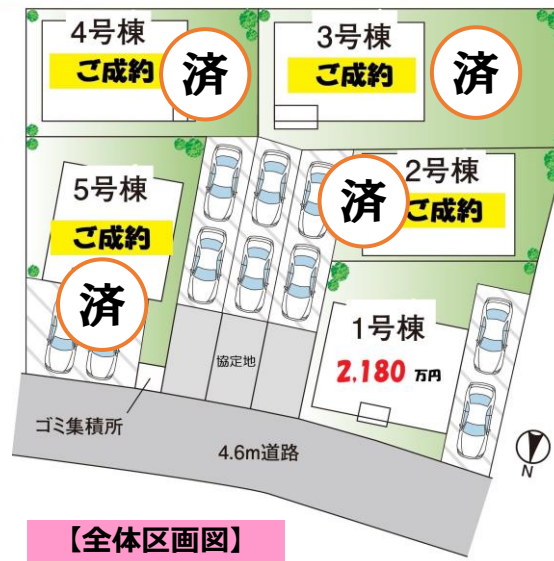 4号棟
ご成約
済
3号棟
ご成約
済
2号棟
ご成約
済
5号棟
ご成約
済
1号棟
2,180 万円
協定地
ゴミ集積所
4.6m道路
N
【全体区画図】